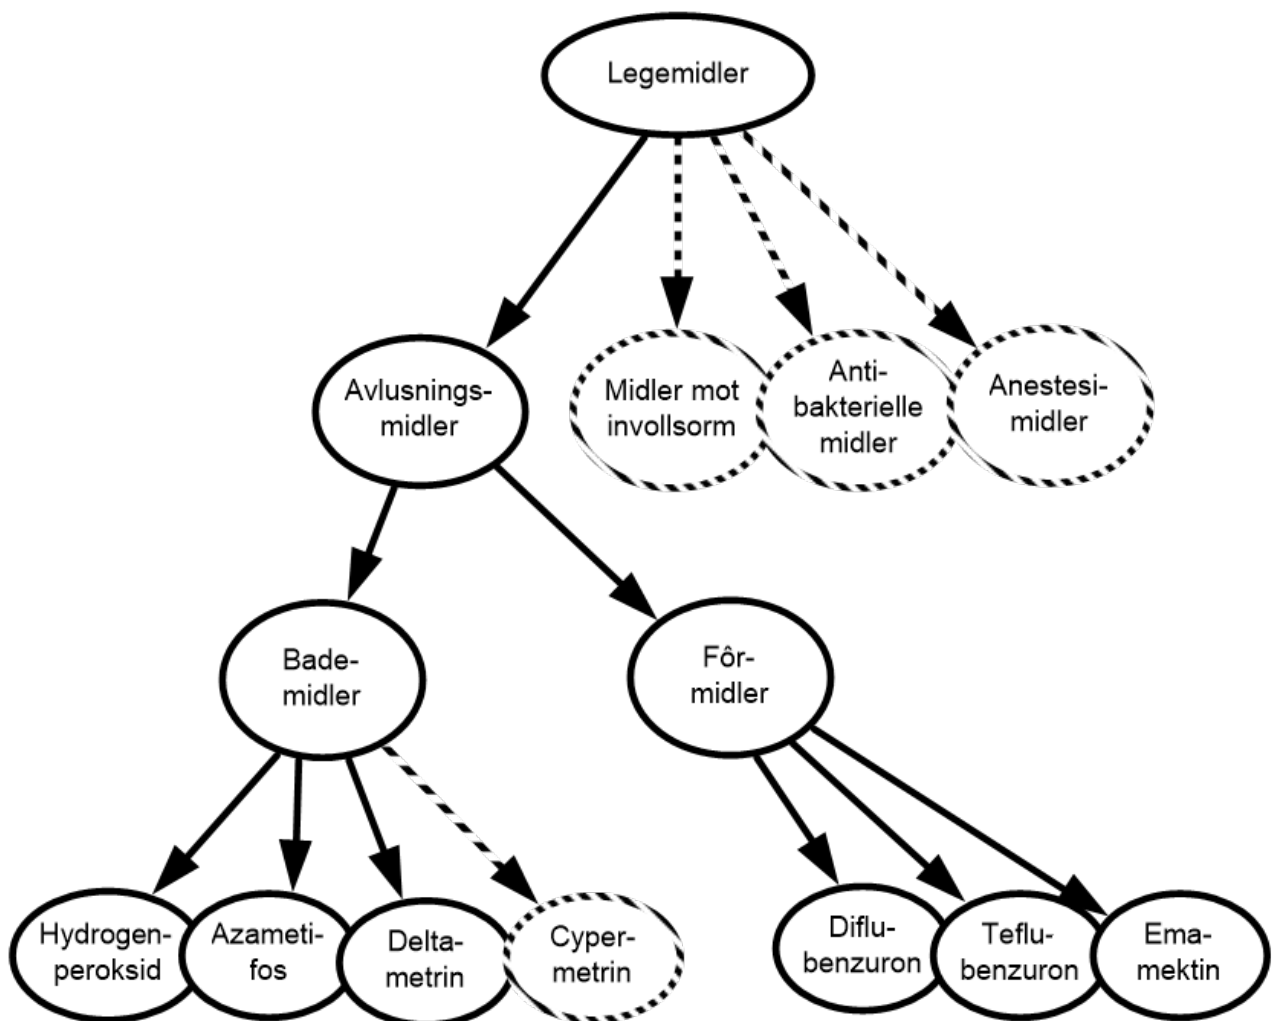 Legemidler
Avlusnings-
midler
Midler mot
invollsorm
Anti-
bakterielle
midler
Anestesi-
midler
Bade-
midler
Fôr-
midler
Hydrogen-
peroksid
Azameti-
fos
Delta-
metrin
Cyper-
metrin
Diflu-
benzuron
Teflu-
benzuron
Ema-
mektin